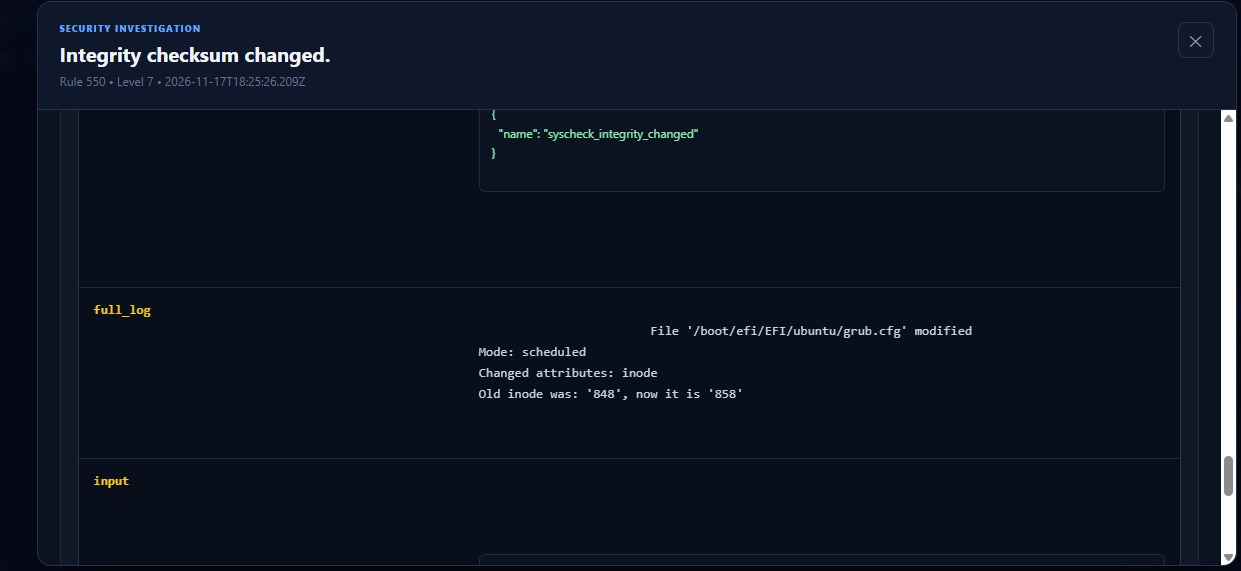 SECURITY INVESTIGATION
Integrity checksum changed.
Rule 550 • Level 7 • 2026-11-17T18:25:26.209Z
{
"name": "syscheck_integrity_changed"
}
full_log
File '/boot/efi/EFI/ubuntu/grub.cfg' modified
Mode: scheduled
Changed attributes: inode
Old inode was: '848', now it is '858'
input